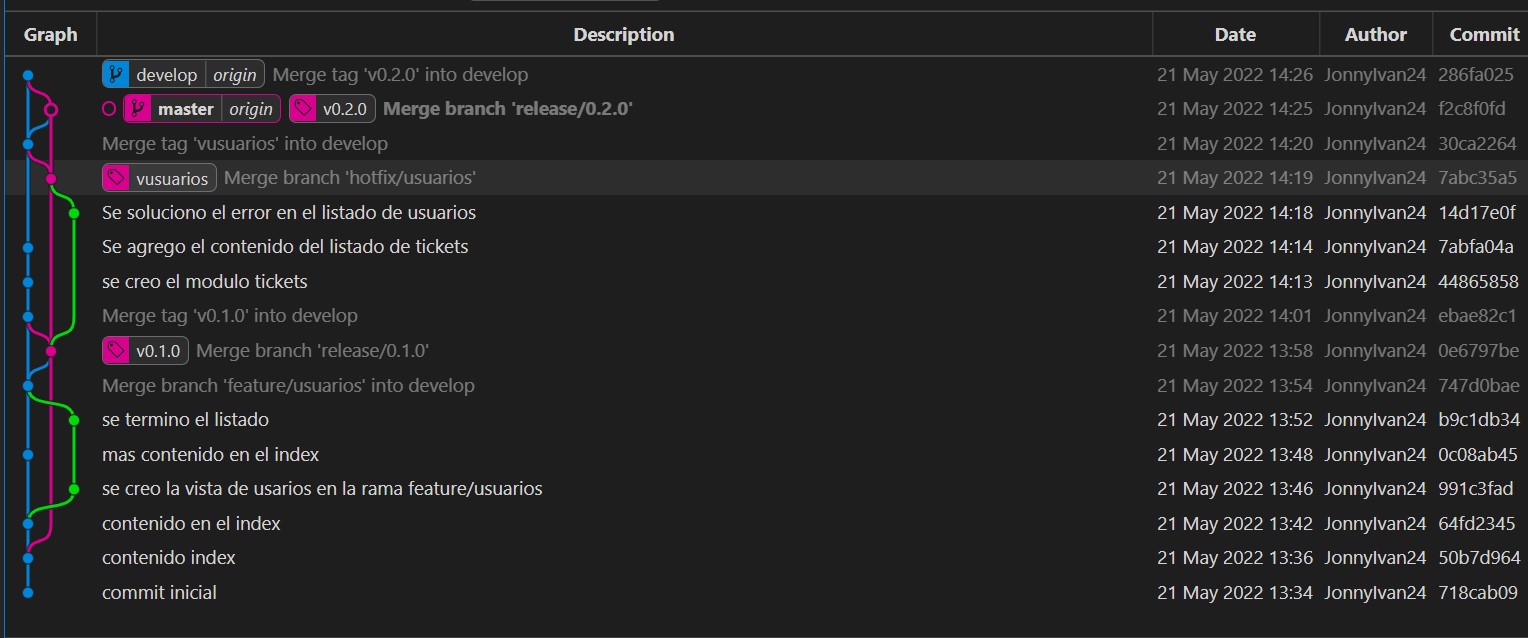 Graph Description Date Author Commit
develop origin Merge tag 'v0.2.0' into develop 21 May 2022 14:26 JonnyIvan24 286fa025
master origin v0.2.0 Merge branch 'release/0.2.0' 21 May 2022 14:25 JonnyIvan24 f2c8f0fd
Merge tag 'vusuarios' into develop 21 May 2022 14:20 JonnyIvan24 30ca2264
vusuarios Merge branch 'hotfix/usuarios' 21 May 2022 14:19 JonnyIvan24 7abc35a5
Se soluciono el error en el listado de usuarios 21 May 2022 14:18 JonnyIvan24 14d17e0f
Se agrego el contenido del listado de tickets 21 May 2022 14:14 JonnyIvan24 7abfa04a
se creo el modulo tickets 21 May 2022 14:13 JonnyIvan24 44865858
Merge tag 'v0.1.0' into develop 21 May 2022 14:01 JonnyIvan24 ebae82c1
v0.1.0 Merge branch 'release/0.1.0' 21 May 2022 13:58 JonnyIvan24 0e6797be
Merge branch 'feature/usuarios' into develop 21 May 2022 13:54 JonnyIvan24 747d0bae
se termino el listado 21 May 2022 13:52 JonnyIvan24 b9c1db34
mas contenido en el index 21 May 2022 13:48 JonnyIvan24 0c08ab45
se creo la vista de usarios en la rama feature/usuarios 21 May 2022 13:46 JonnyIvan24 991c3fad
contenido en el index 21 May 2022 13:42 JonnyIvan24 64fd2345
contenido index 21 May 2022 13:36 JonnyIvan24 50b7d964
commit inicial 21 May 2022 13:34 JonnyIvan24 718cab09